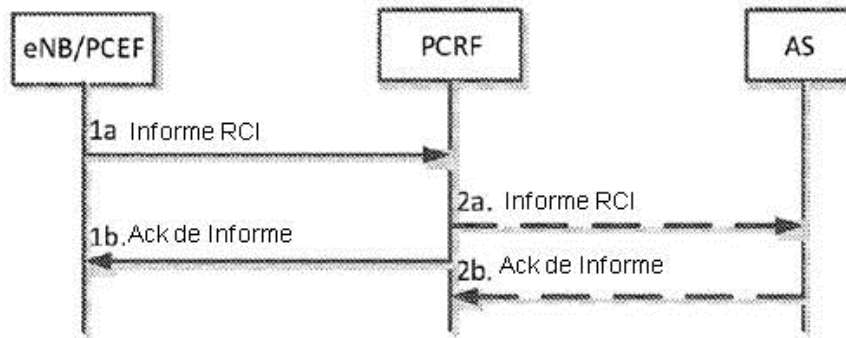 eNB/PCEF
PCRF
AS
1a Informe RCI
2a. Informe RCI
1b. Ack de Informe
2b. Ack de Informe